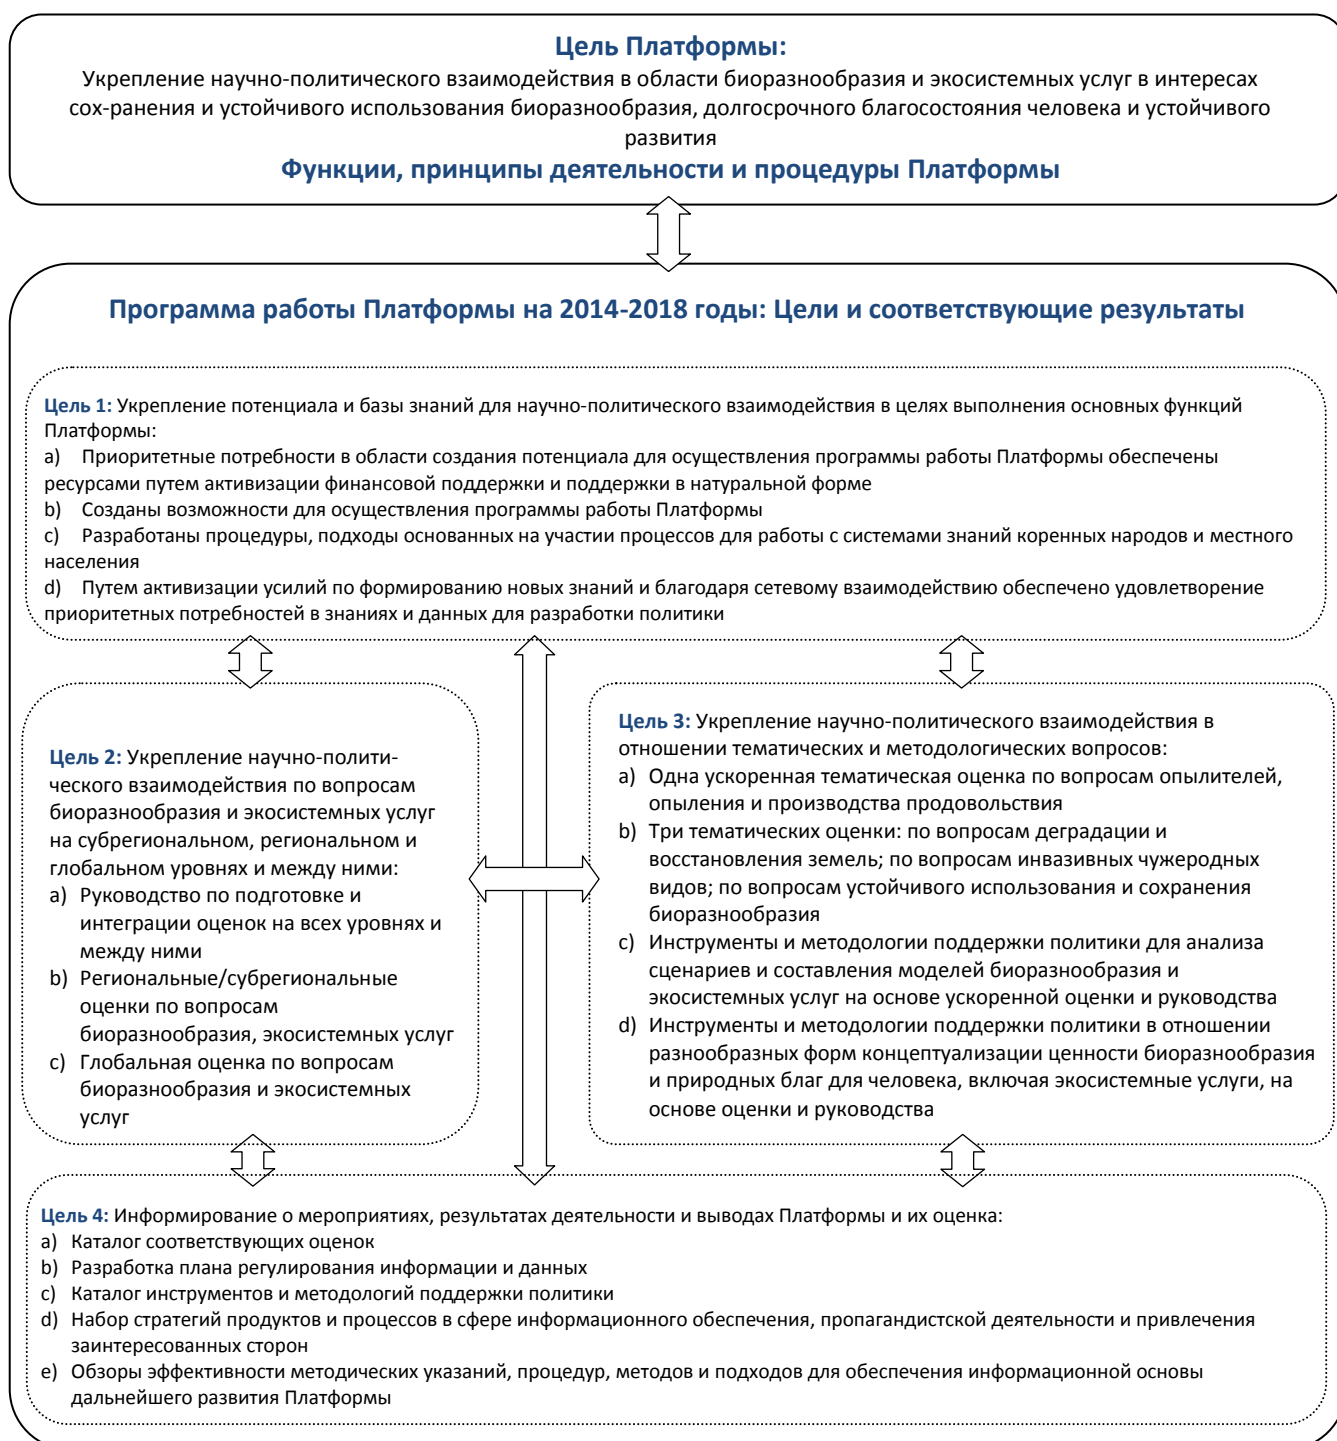 Цель Платформы:
Укрепление научно-политического взаимодействия в области биоразнообразия и экосистемных услуг в интересах
сох-ранения и устойчивого использования биоразнообразия, долгосрочного благосостояния человека и устойчивого
развития
Функции, принципы деятельности и процедуры Платформы
Программа работы Платформы на 2014-2018 годы: Цели и соответствующие результаты
Цель 1: Укрепление потенциала и базы знаний для научно-политического взаимодействия в целях выполнения основных функций
Платформы:
a) Приоритетные потребности в области создания потенциала для осуществления программы работы Платформы обеспечены
ресурсами путем активизации финансовой поддержки и поддержки в натуральной форме
b) Созданы возможности для осуществления программы работы Платформы
c) Разработаны процедуры, подходы основанных на участии процессов для работы с системами знаний коренных народов и местного
населения
d) Путем активизации усилий по формированию новых знаний и благодаря сетевому взаимодействию обеспечено удовлетворение
приоритетных потребностей в знаниях и данных для разработки политики
Цель 2: Укрепление научно-полити-
ческого взаимодействия по вопросам
биоразнообразия и экосистемных услуг
на субрегиональном, региональном и
глобальном уровнях и между ними:
a) Руководство по подготовке и
интеграции оценок на всех уровнях и
между ними
b) Региональные/субрегиональные
оценки по вопросам
биоразнообразия, экосистемных услуг
c) Глобальная оценка по вопросам
биоразнообразия и экосистемных
услуг
Цель 3: Укрепление научно-политического взаимодействия в
отношении тематических и методологических вопросов:
a) Одна ускоренная тематическая оценка по вопросам опылителей,
опыления и производства продовольствия
b) Три тематических оценки: по вопросам деградации и
восстановления земель; по вопросам инвазивных чужеродных
видов; по вопросам устойчивого использования и сохранения
биоразнообразия
c) Инструменты и методологии поддержки политики для анализа
сценариев и составления моделей биоразнообразия и
экосистемных услуг на основе ускоренной оценки и руководства
d) Инструменты и методологии поддержки политики в отношении
разнообразных форм концептуализации ценности биоразнообразия
и природных благ для человека, включая экосистемные услуги, на
основе оценки и руководства
Цель 4: Информирование о мероприятиях, результатах деятельности и выводах Платформы и их оценка:
a) Каталог соответствующих оценок
b) Разработка плана регулирования информации и данных
c) Каталог инструментов и методологий поддержки политики
d) Набор стратегий продуктов и процессов в сфере информационного обеспечения, пропагандистской деятельности и привлечения
заинтересованных сторон
e) Обзоры эффективности методических указаний, процедур, методов и подходов для обеспечения информационной основы
дальнейшего развития Платформы